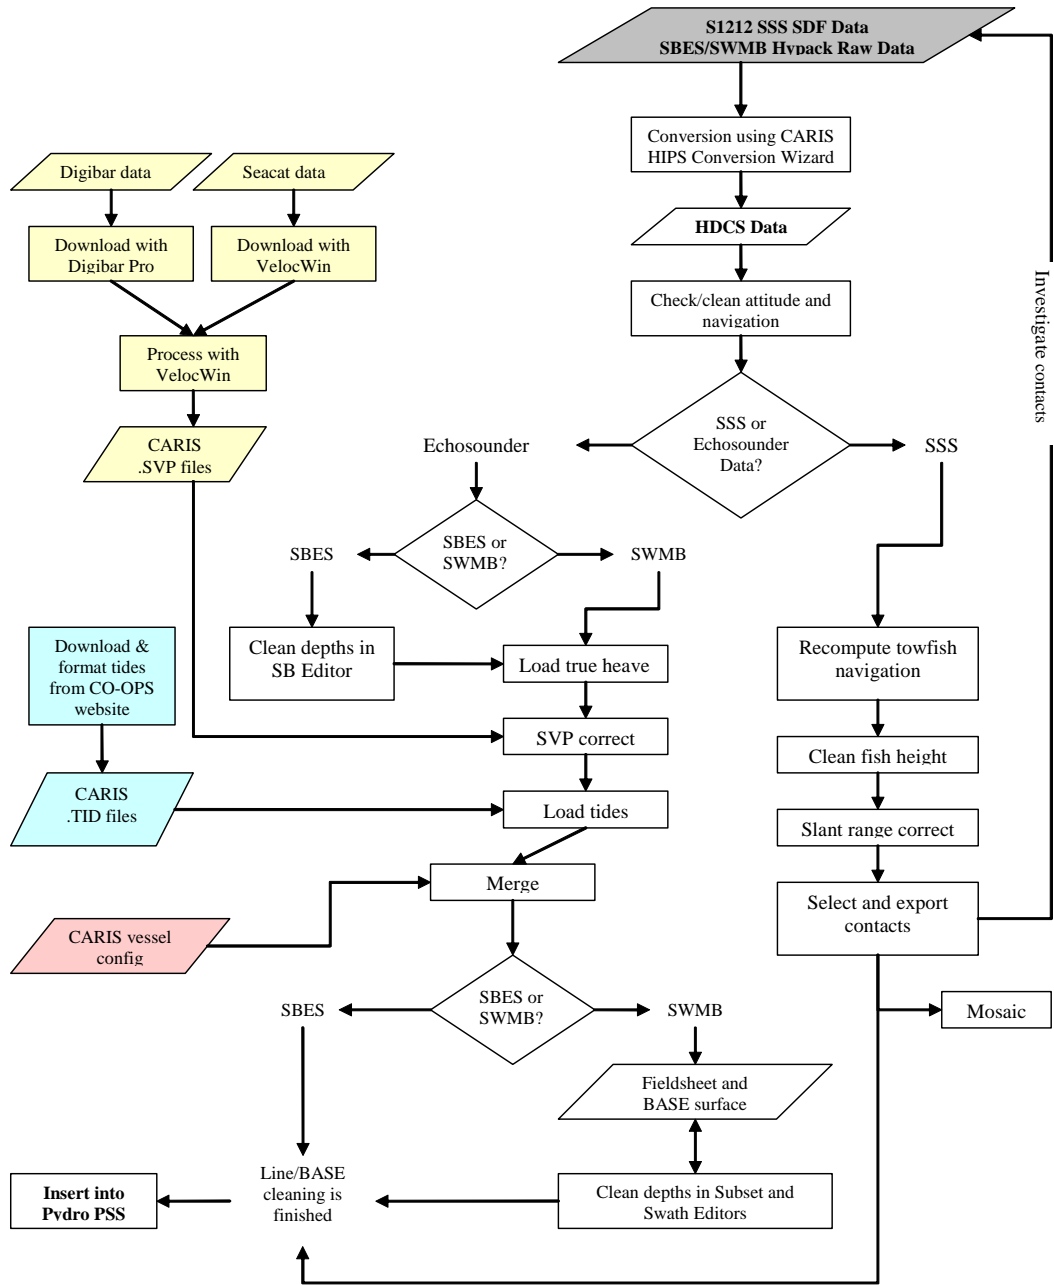 S1212 SSS SDF Data
SBES/SWMB Hypack Raw Data
Conversion using CARIS
HIPS Conversion Wizard
Digibar data
Seacat data
HDCS Data
Download with
Digibar Pro
Download with
VelocWin
Check/clean attitude and
navigation
Investigate contacts
Process with
VelocWin
SSS or
Echosounder
Data?
Echosounder
SSS
CARIS
.SVP files
SBES or
SWMB?
SBES
SWMB
Download &
format tides
from CO-OPS
website
Clean depths in
SB Editor
Load true heave
Recompute towfish
navigation
SVP correct
Clean fish height
CARIS
.TID files
Load tides
Slant range correct
Merge
Select and export
contacts
CARIS vessel
config
SBES or
SWMB?
SBES
SWMB
Mosaic
Fieldsheet and
BASE surface
Line/BASE
cleaning is
finished
Insert into
Pydro PSS
Clean depths in Subset and
Swath Editors